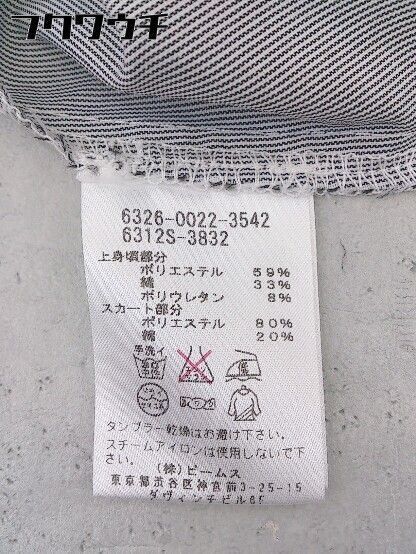 フクワウチ
6326-0022-3542
6312S-3832
上身頃部分
ポリエステル 59%
綿 33%
ポリウレタン 8%
スカート部分
ポリエステル 80%
綿 20%
手洗イ
タンブラー乾燥はお避け下さい。
スチームアイロンは使用しないで下
さい。
(株)ビームス
東京都渋谷区神宮前3-25-15